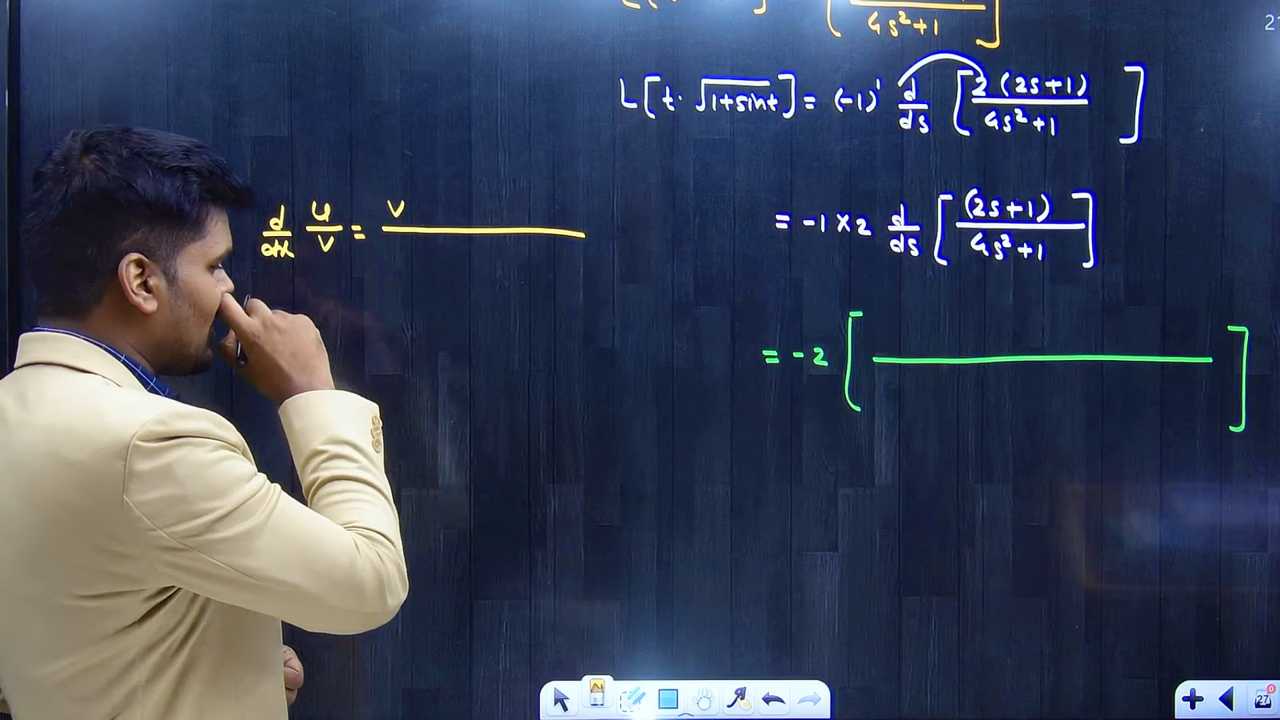 4s²+1
L[t· √1+sint] = (-1)¹ d/ds [2(2s+1)/4s²+1]
d/dx u/v = v
= -1×2 d/ds [(2s+1)/4s²+1]
= -2 [ ]
27